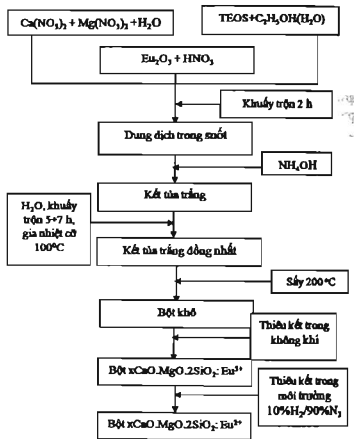 Ca(NO₃)₂ + Mg(NO₃)₂ +H₂O
TEOS+C₂H₅OH(H₂O)
Eu₂O₃ + HNO₃
Khuấy trộn 2 h
Dung dịch trong suốt
NH₄OH
Kết tủa trắng
H₂O, khuấy
trộn 5÷7 h,
gia nhiệt cỡ
100°C
Kết tủa trắng đồng nhất
Sấy 200 °C
Bột khô
Thiêu kết trong
không khí
Bột xCaO.MgO.2SiO₂: Eu³⁺
Thiêu kết trong
môi trường
10%H₂/90%N₂
Bột xCaO.MgO.2SiO₂: Eu²⁺